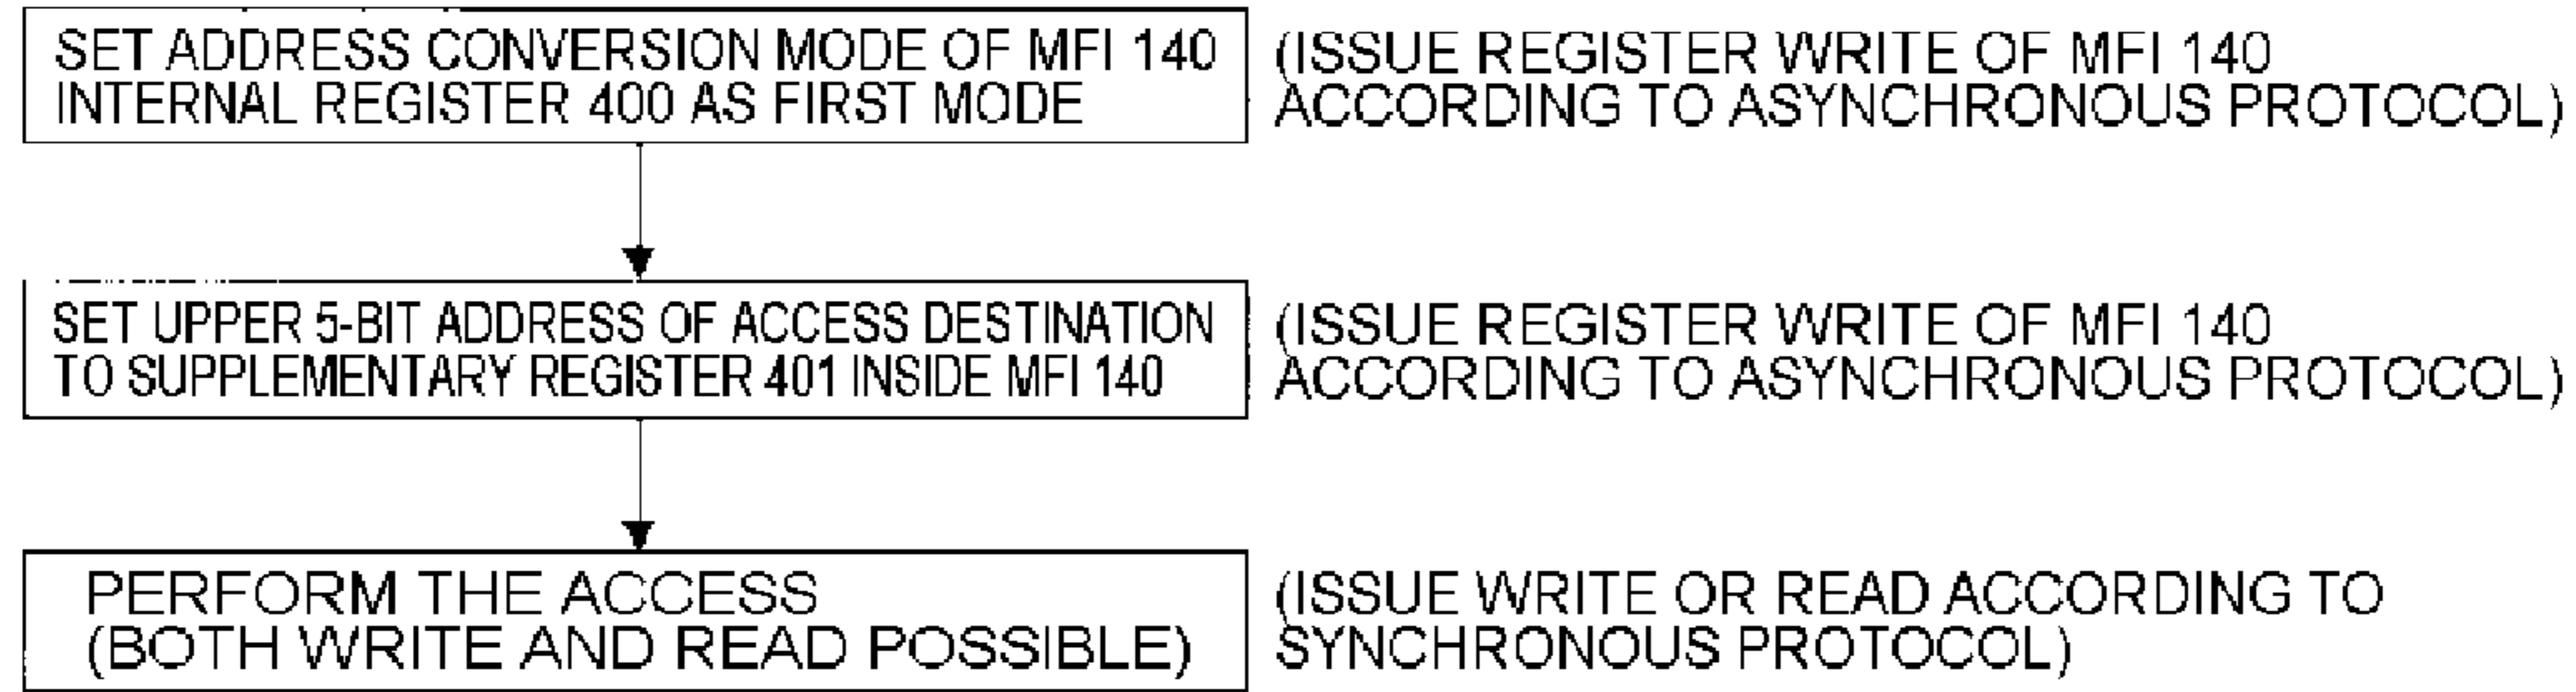 SET ADDRESS CONVERSION MODE OF MFI 140
INTERNAL REGISTER 400 AS FIRST MODE
(ISSUE REGISTER WRITE OF MFI 140
ACCORDING TO ASYNCHRONOUS PROTOCOL)
SET UPPER 5-BIT ADDRESS OF ACCESS DESTINATION
TO SUPPLEMENTARY REGISTER 401 INSIDE MFI 140
(ISSUE REGISTER WRITE OF MFI 140
ACCORDING TO ASYNCHRONOUS PROTOCOL)
PERFORM THE ACCESS
(BOTH WRITE AND READ POSSIBLE)
(ISSUE WRITE OR READ ACCORDING TO
SYNCHRONOUS PROTOCOL)